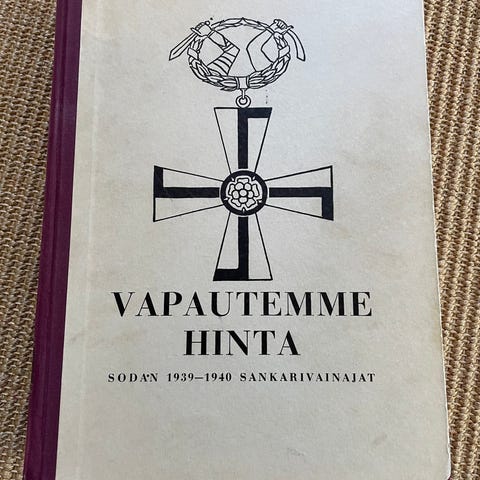 VAPAUTEMME
HINTA
SODAN 1939—1940 SANKARIVAINAJAT